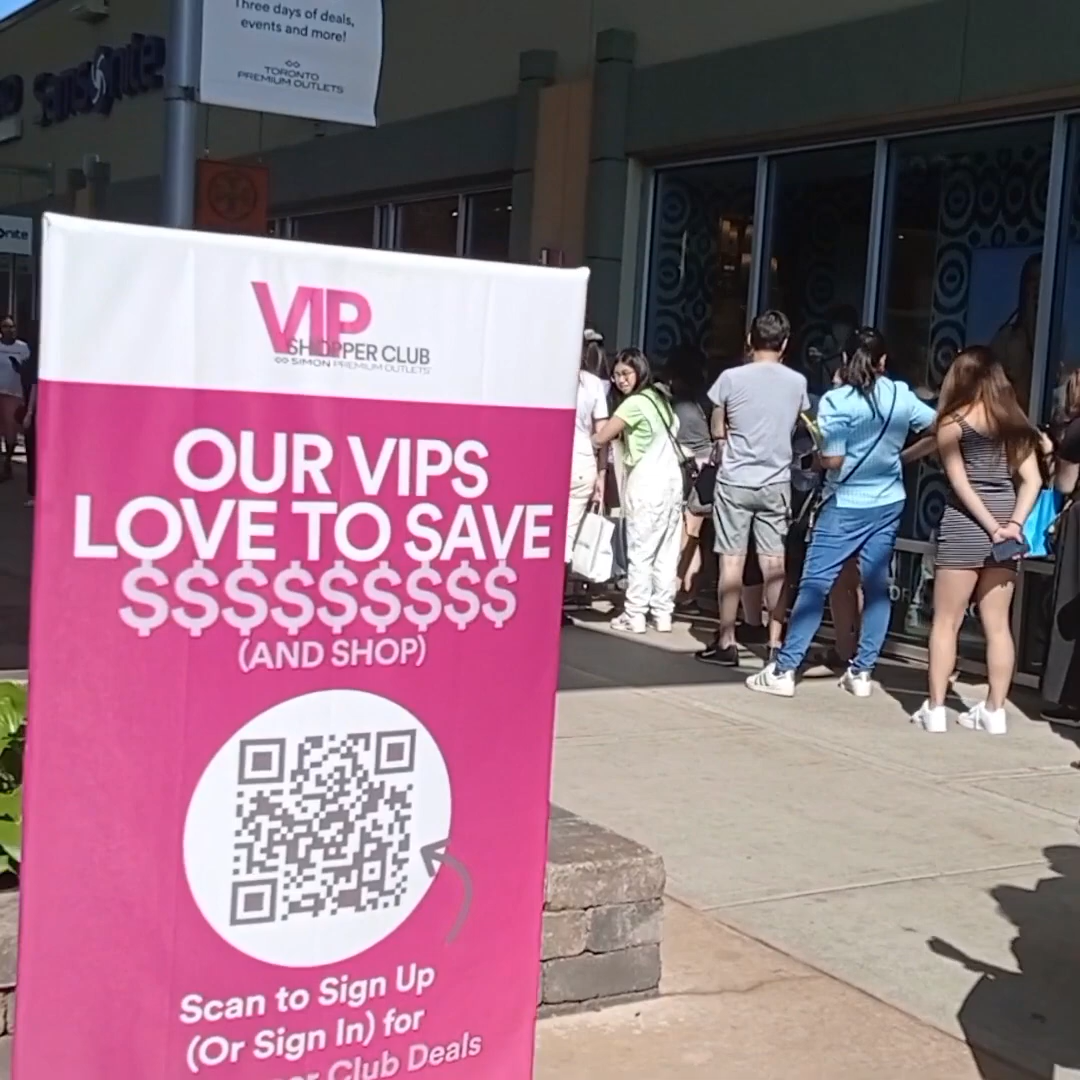 Three days of deals,
events and more!
TORONTO
PREMIUM OUTLETS
samsonite
VIP
SHOPPER CLUB
SIMON PREMIUM OUTLETS
OUR VIPS
LOVE TO SAVE
$$$$$$$$$
(AND SHOP)
Scan to Sign Up
(Or Sign In) for
Club Deals